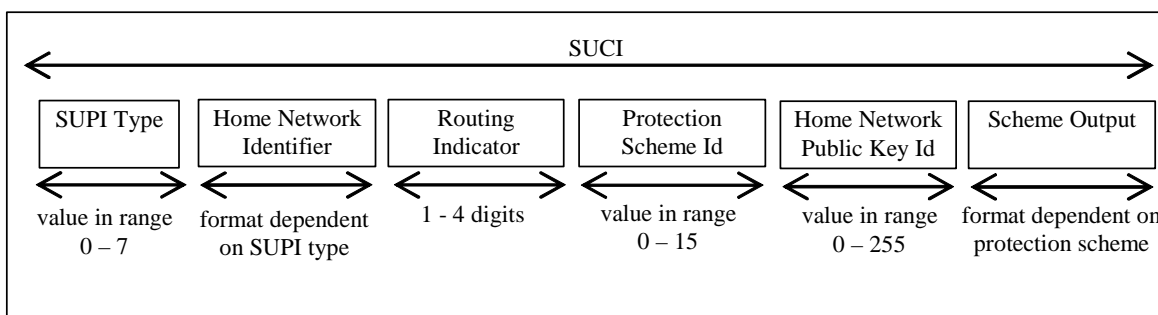 SUCI
SUPI Type
Home Network
Identifier
Routing
Indicator
Protection
Scheme Id
Home Network
Public Key Id
Scheme Output
value in range
0 – 7
format dependent
on SUPI type
1 - 4 digits
value in range
0 – 15
value in range
0 – 255
format dependent on
protection scheme